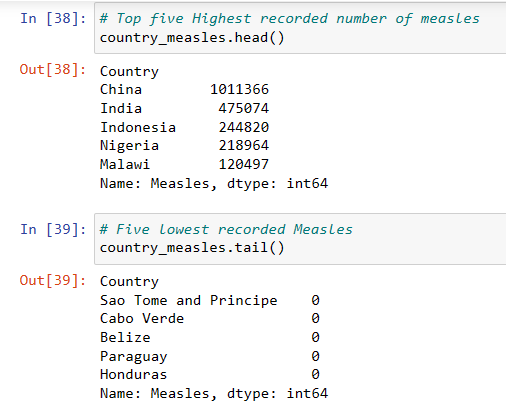 In [38]: # Top five Highest recorded number of measles
country_measles.head()
Out[38]: Country
China 1011366
India 475074
Indonesia 244820
Nigeria 218964
Malawi 120497
Name: Measles, dtype: int64
In [39]: # Five lowest recorded Measles
country_measles.tail()
Out[39]: Country
Sao Tome and Principe 0
Cabo Verde 0
Belize 0
Paraguay 0
Honduras 0
Name: Measles, dtype: int64